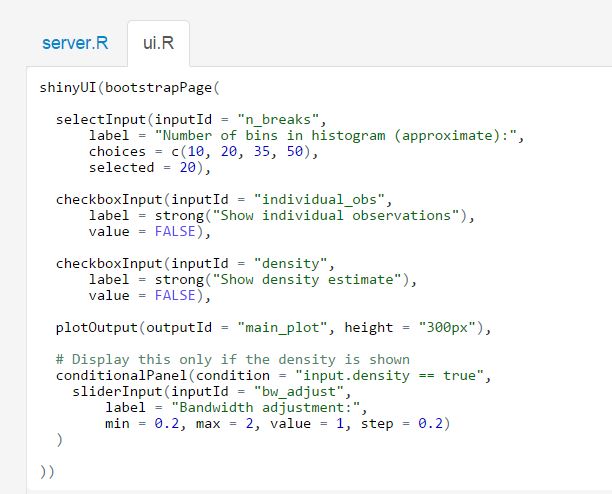 server.R
ui.R
shinyUI(bootstrapPage(
selectInput(inputId = "n_breaks",
label = "Number of bins in histogram (approximate):",
choices = c(10, 20, 35, 50),
selected = 20),
checkboxInput(inputId = "individual_obs",
label = strong("Show individual observations"),
value = FALSE),
checkboxInput(inputId = "density",
label = strong("Show density estimate"),
value = FALSE),
plotOutput(outputId = "main_plot", height = "300px"),
# Display this only if the density is shown
conditionalPanel(condition = "input.density == true",
sliderInput(inputId = "bw_adjust",
label = "Bandwidth adjustment:",
min = 0.2, max = 2, value = 1, step = 0.2)
)
))